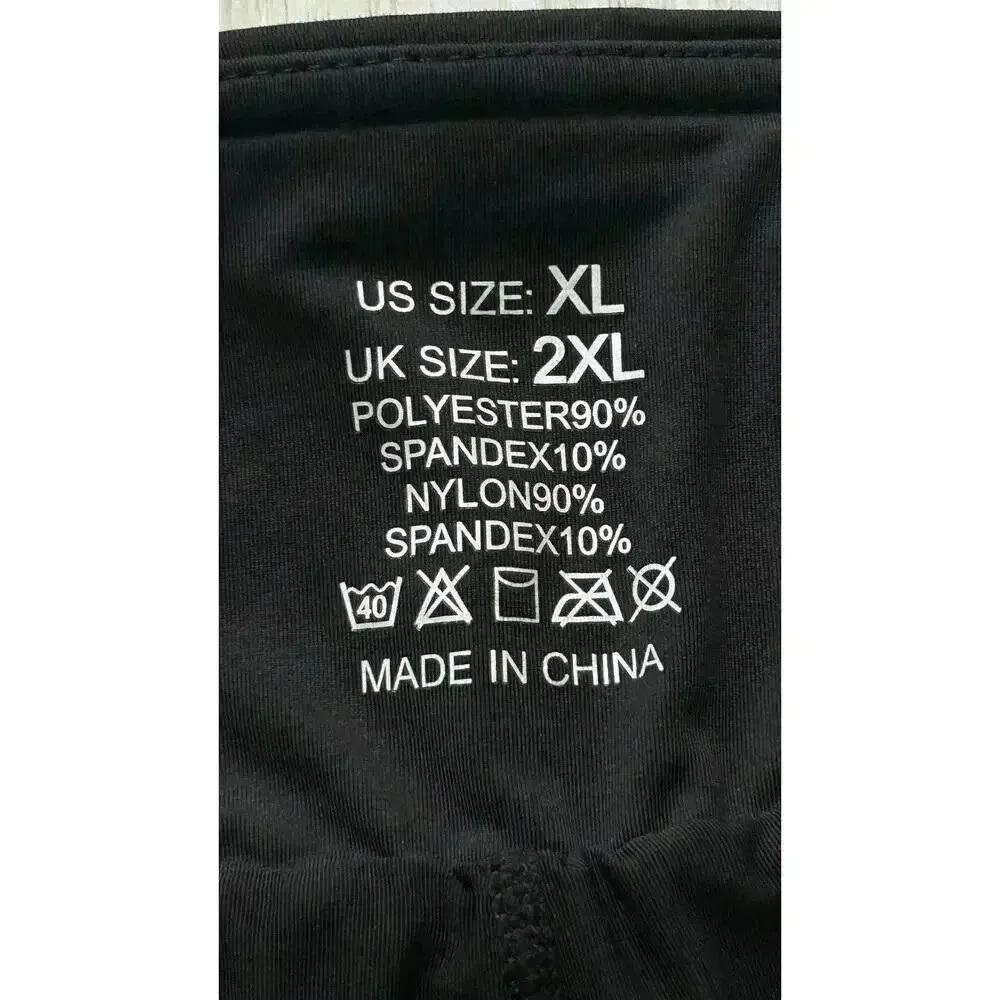 US SIZE: XL
UK SIZE: 2XL
POLYESTER90%
SPANDEX10%
NYLON90%
SPANDEX10%
40
MADE IN CHINA